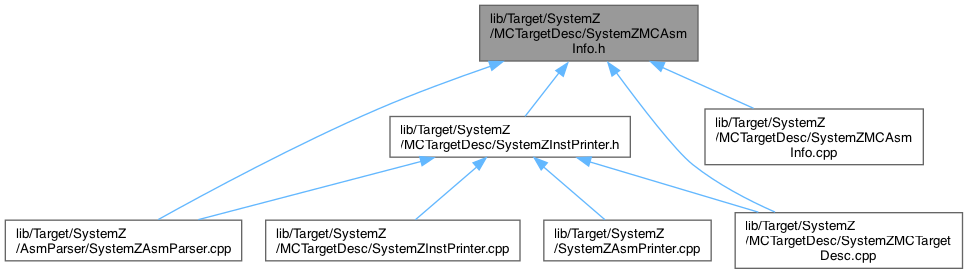 lib/Target/SystemZ
/MCTargetDesc/SystemZMCAsm
Info.h
lib/Target/SystemZ
/MCTargetDesc/SystemZInstPrinter.h
lib/Target/SystemZ
/MCTargetDesc/SystemZMCAsm
Info.cpp
lib/Target/SystemZ
/AsmParser/SystemZAsmParser.cpp
lib/Target/SystemZ
/MCTargetDesc/SystemZInstPrinter.cpp
lib/Target/SystemZ
/SystemZAsmPrinter.cpp
lib/Target/SystemZ
/MCTargetDesc/SystemZMCTarget
Desc.cpp